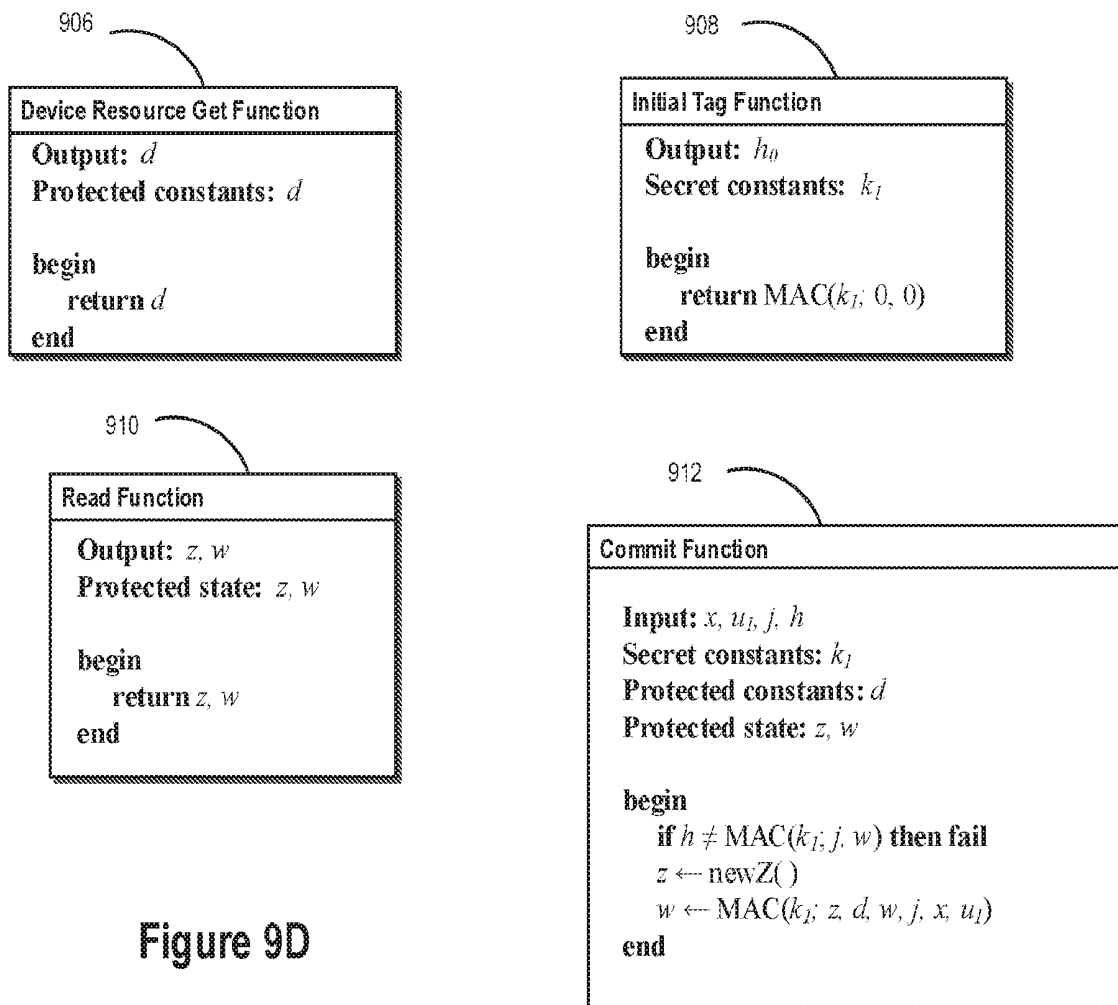 906
Device Resource Get Function
Output: d
Protected constants: d
begin
return d
end
908
Initial Tag Function
Output: h₀
Secret constants: k₁
begin
return MAC(k₁; 0, 0)
end
910
Read Function
Output: z, w
Protected state: z, w
begin
return z, w
end
912
Commit Function
Input: x, u₁, j, h
Secret constants: k₁
Protected constants: d
Protected state: z, w
begin
if h ≠ MAC(k₁; j, w) then fail
z ← newZ( )
w ← MAC(k₁; z, d, w, j, x, u₁)
end
Figure 9D